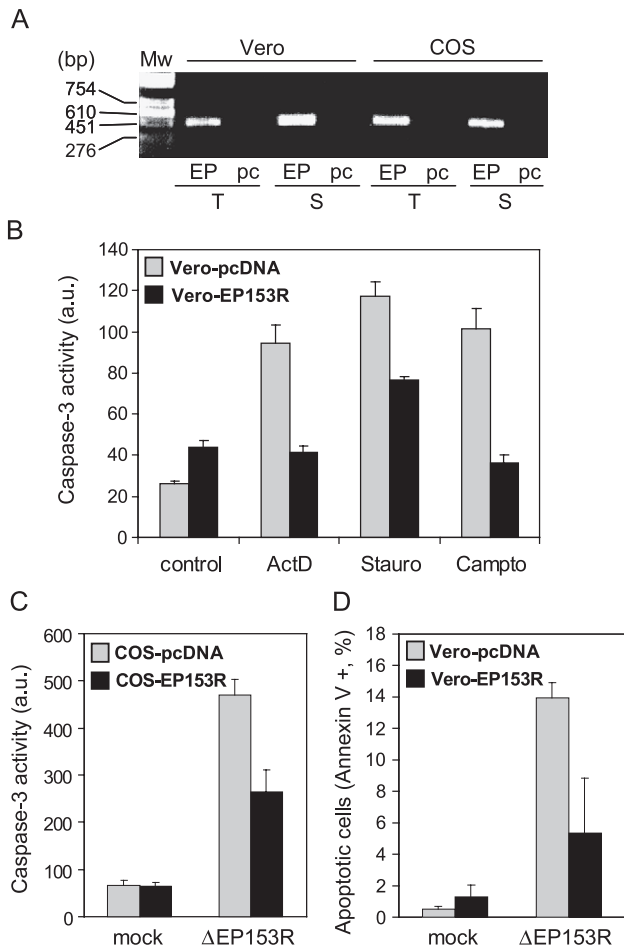 A
Vero COS
(bp) Mw
754
610
451
276
EP pc EP pc EP pc EP pc
T S T S
B
140
120
100
80
60
40
20
0
Caspase-3 activity (a.u.)
Vero-pcDNA
Vero-EP153R
control ActD Stauro Campto
C
600
500
400
300
200
100
0
Caspase-3 activity (a.u.)
COS-pcDNA
COS-EP153R
mock ΔEP153R
D
18
16
14
12
10
8
6
4
2
0
Apoptotic cells (Annexin V +, %)
Vero-pcDNA
Vero-EP153R
mock ΔEP153R